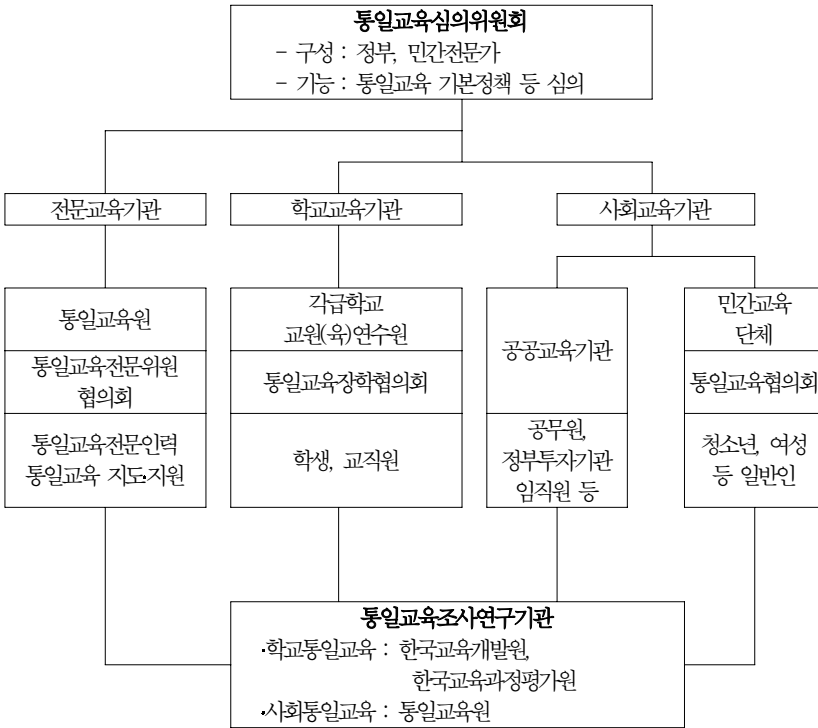 통일교육심의위원회
- 구성 : 정부, 민간전문가
- 기능 : 통일교육 기본정책 등 심의
전문교육기관
학교교육기관
사회교육기관
통일교육원
통일교육전문위원
협의회
통일교육전문인력
통일교육 지도·지원
각급학교
교원(육)연수원
통일교육장학협의회
학생, 교직원
공공교육기관
공무원,
정부투자기관
임직원 등
민간교육
단체
통일교육협의회
청소년, 여성
등 일반인
통일교육조사연구기관
·학교통일교육 : 한국교육개발원,
한국교육과정평가원
·사회통일교육 : 통일교육원